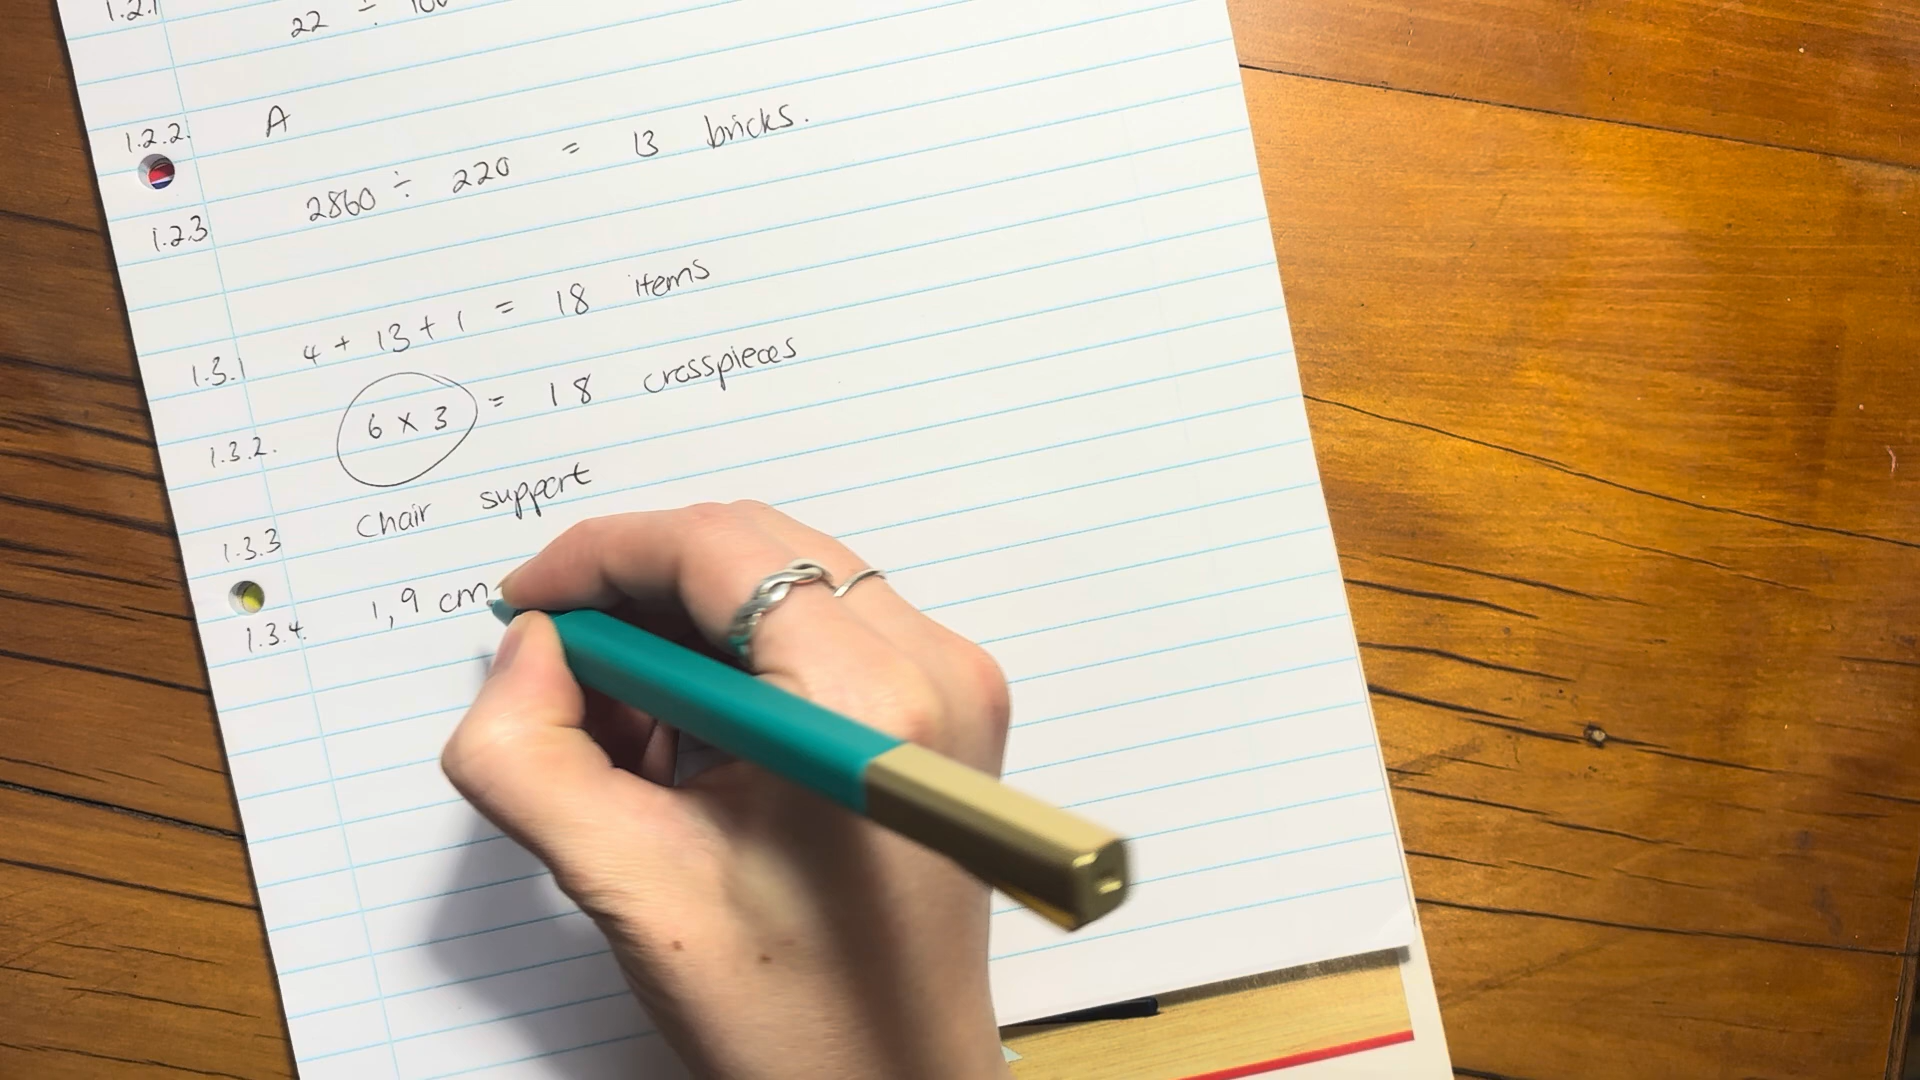 1.2.1 22 ÷ 100
1.2.2. A
1.2.3 2860 ÷ 220 = 13 bricks.
1.3.1 4 + 13 + 1 = 18 items
1.3.2. 6 × 3 = 18 crosspieces
1.3.3 Chair support
1.3.4. 1,9 cm